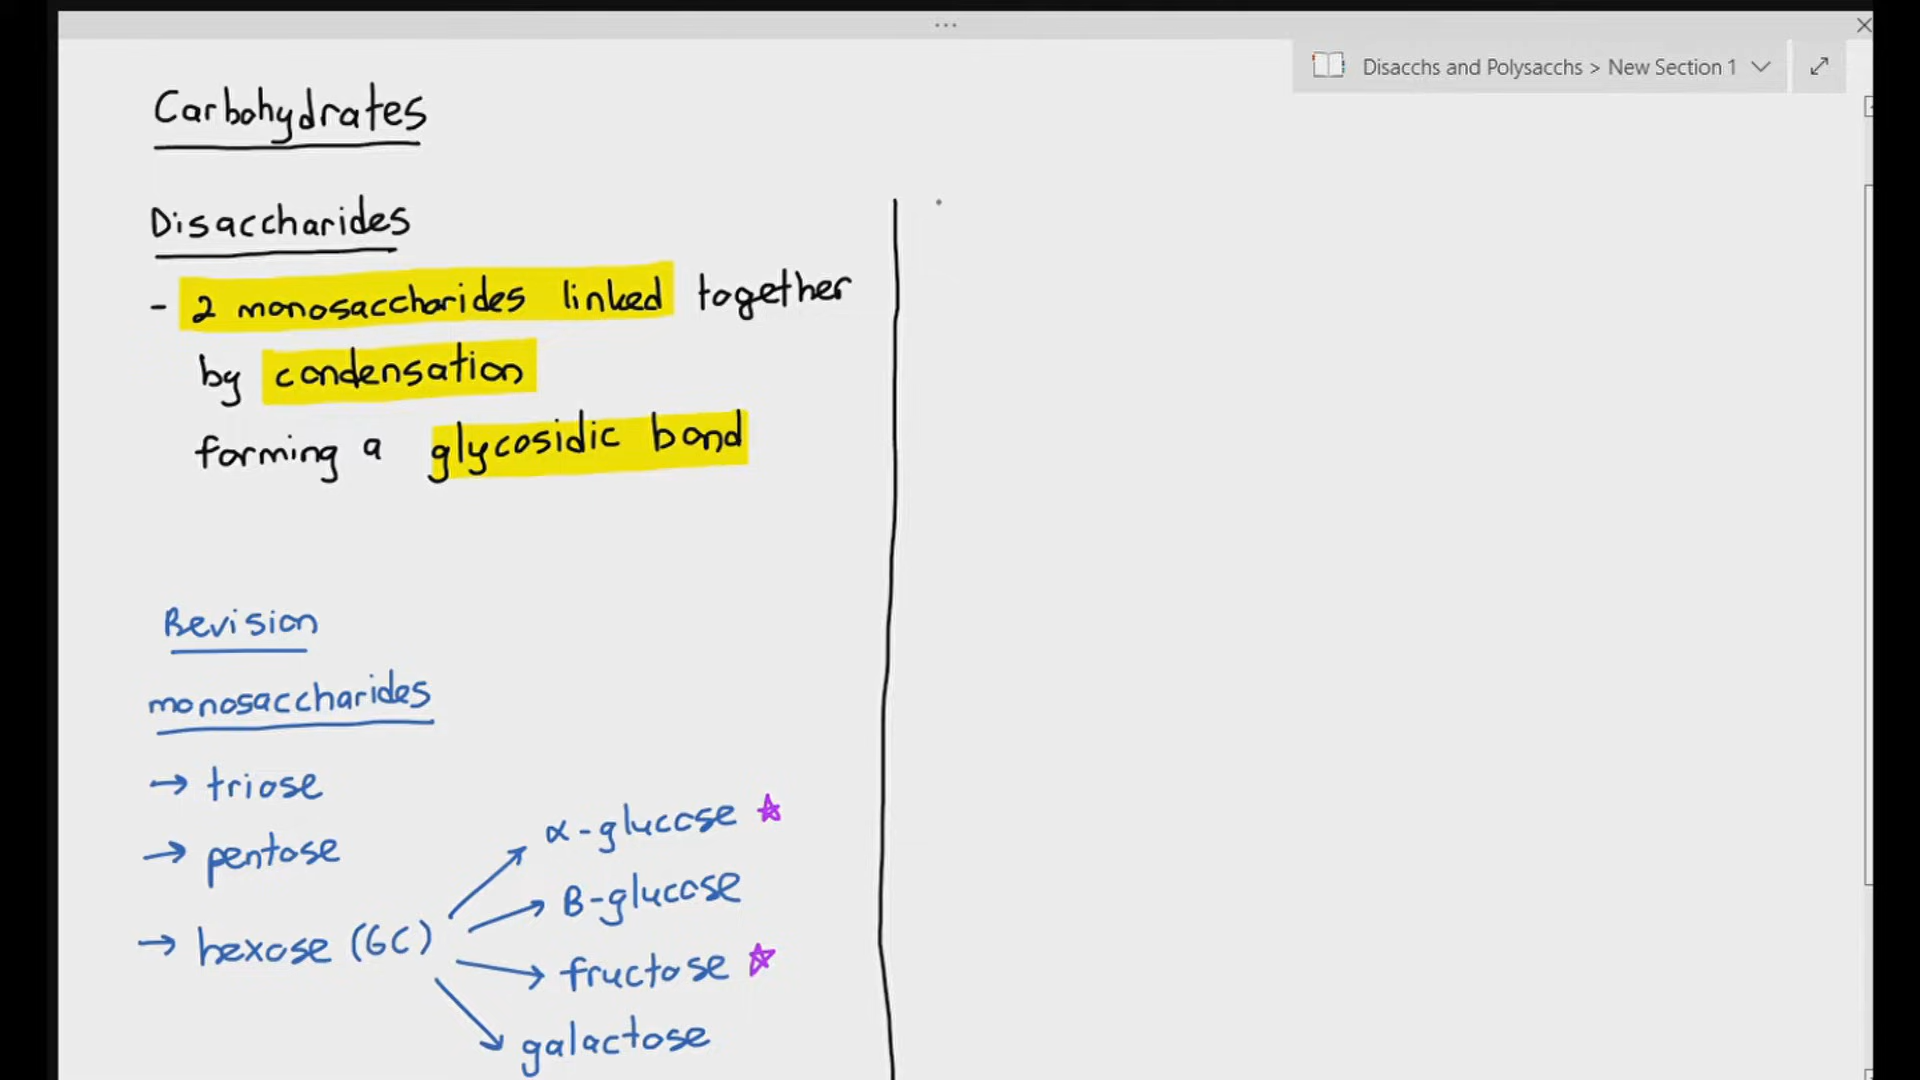 Disacchs and Polysacchs > New Section 1
Carbohydrates
Disaccharides
- 2 monosaccharides linked together
by condensation
forming a glycosidic bond
Revision
monosaccharides
→ triose
→ pentose
→ hexose (6C)
α-glucose ☆
B-glucose
fructose ☆
galactose